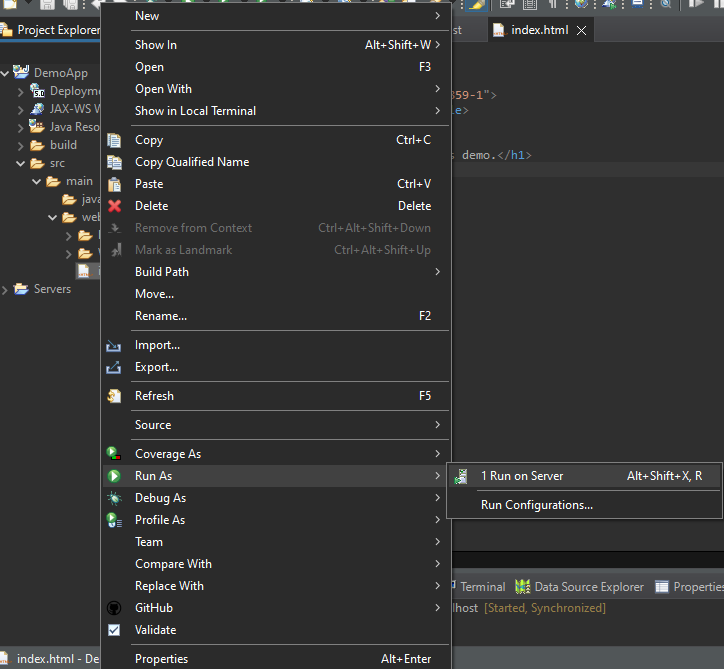 New
Project Explorer
st
index.html
Show In Alt+Shift+W
Open F3
Open With
Show in Local Terminal
DemoApp
Deployme
JAX-WS W
Java Reso
build
src
main
java
web
Servers
359-1">
le>
s demo.</h1>
Copy Ctrl+C
Copy Qualified Name
Paste Ctrl+V
Delete Delete
Remove from Context Ctrl+Alt+Shift+Down
Mark as Landmark Ctrl+Alt+Shift+Up
Build Path
Move...
Rename... F2
Import...
Export...
Refresh F5
Source
Coverage As
Run As
1 Run on Server Alt+Shift+X, R
Run Configurations...
Debug As
Profile As
Team
Compare With
Replace With
GitHub
Validate
Properties Alt+Enter
Terminal
Data Source Explorer
Properties
lhost [Started, Synchronized]
index.html - De